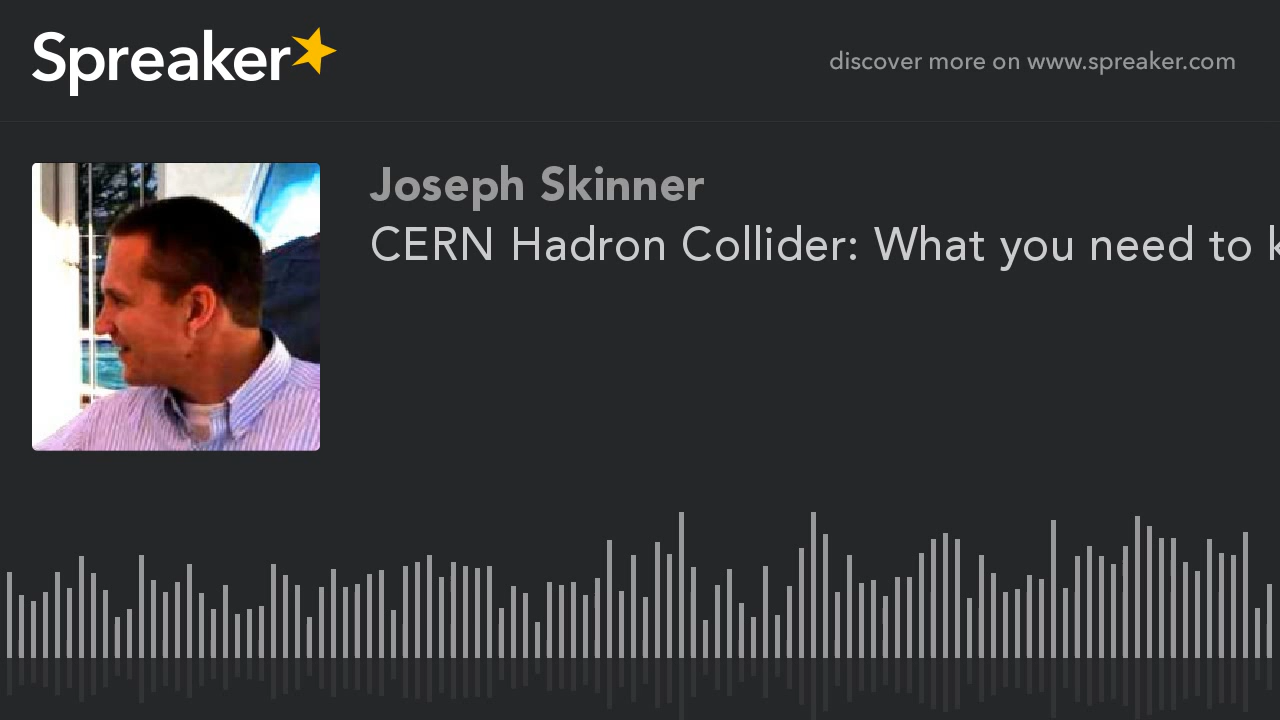 Spreaker
discover more on www.spreaker.com
Joseph Skinner
CERN Hadron Collider: What you need to k